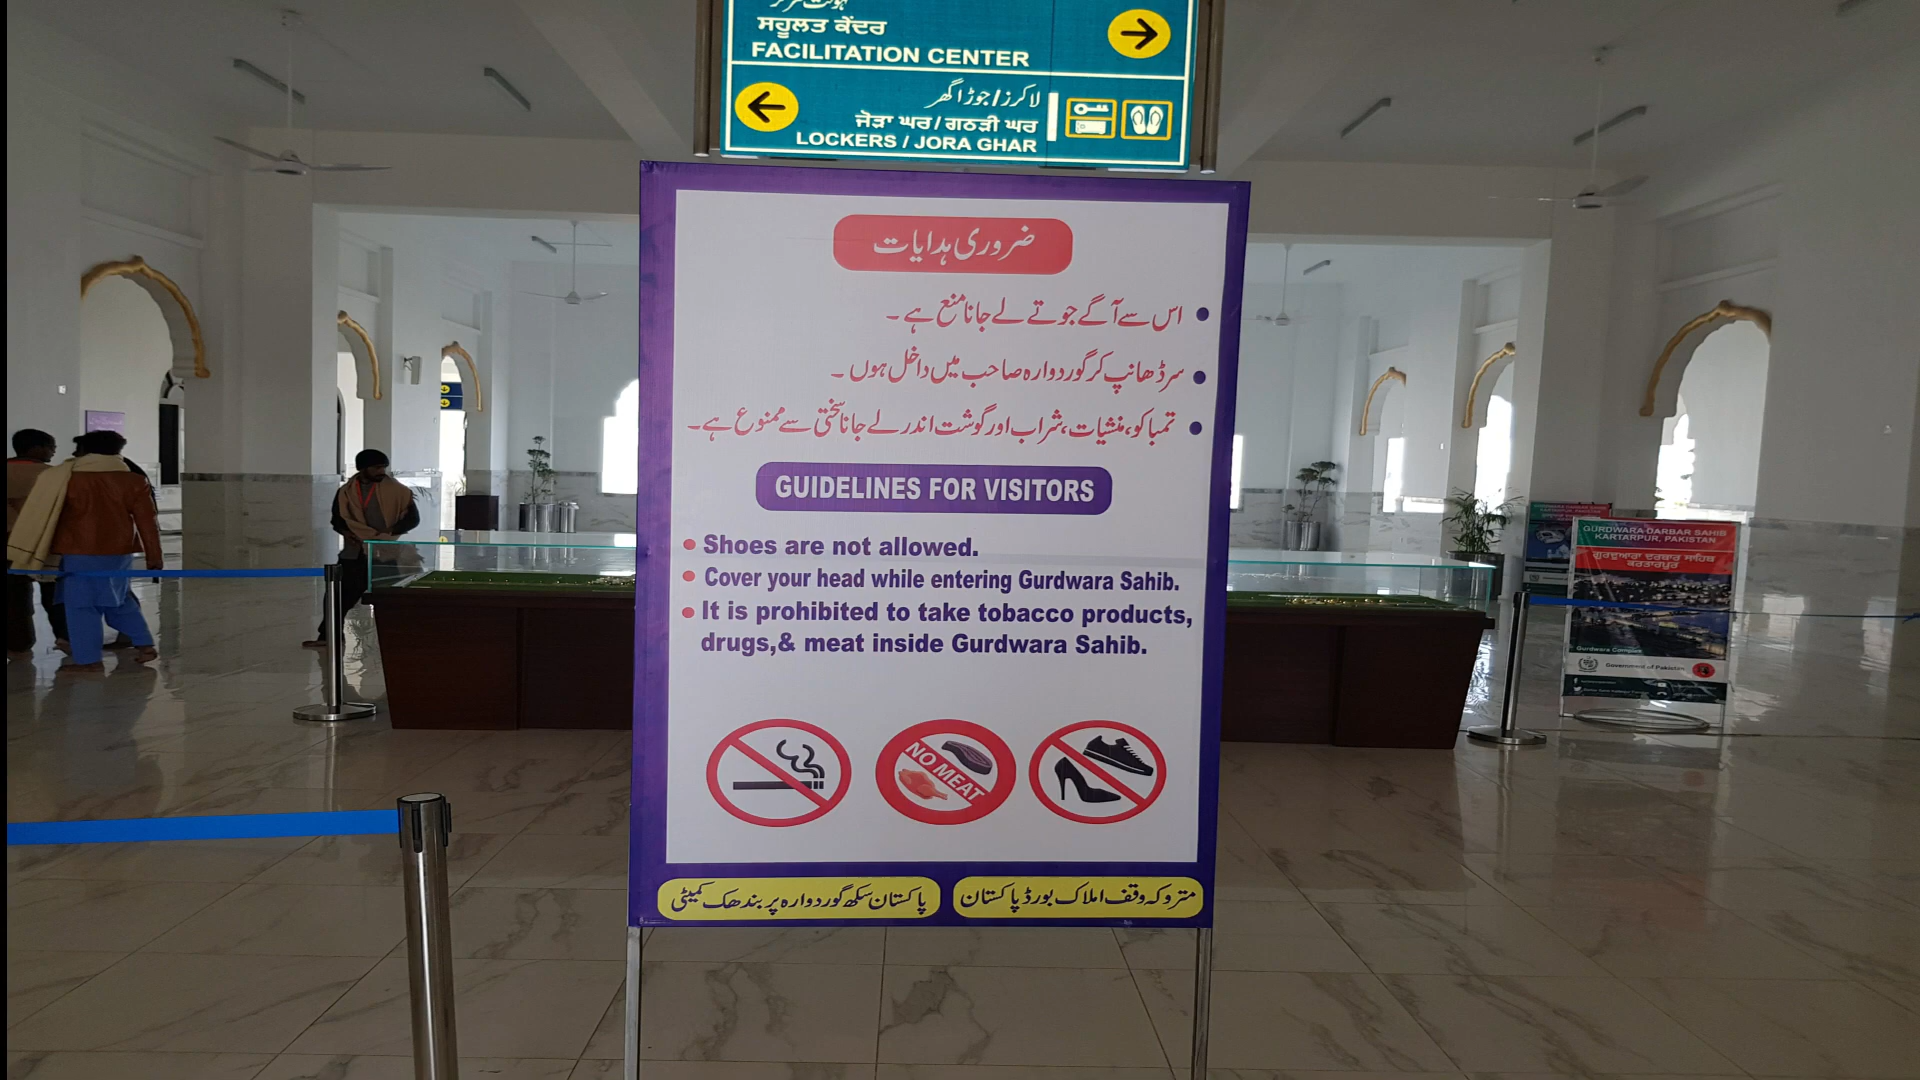 ਸਹੂਲਤ ਕੇਂਦਰ
FACILITATION CENTER
لاکرز/جوڑا گھر
ਜੋੜਾ ਘਰ/ਗਠੜੀ ਘਰ
LOCKERS / JORA GHAR
ضروری ہدایات
اس سے آگے جوتے لے جانا منع ہے۔
سر ڈھانپ کر گوردوارہ صاحب میں داخل ہوں۔
تمباکو، منشیات، شراب اور گوشت اندر لے جانا سختی سے ممنوع ہے۔
GUIDELINES FOR VISITORS
Shoes are not allowed.
Cover your head while entering Gurdwara Sahib.
It is prohibited to take tobacco products,
drugs,& meat inside Gurdwara Sahib.
NO MEAT
متروکہ وقف املاک بورڈ پاکستان
پاکستان سکھ گوردوارہ پربندھک کمیٹی
GURDWARA DARBAR SAHIB
KARTARPUR, PAKISTAN
ਗੁਰਦੁਆਰਾ ਦਰਬਾਰ ਸਾਹਿਬ
ਕਰਤਾਰਪੁਰ
Gurdwara
Government of Pakistan